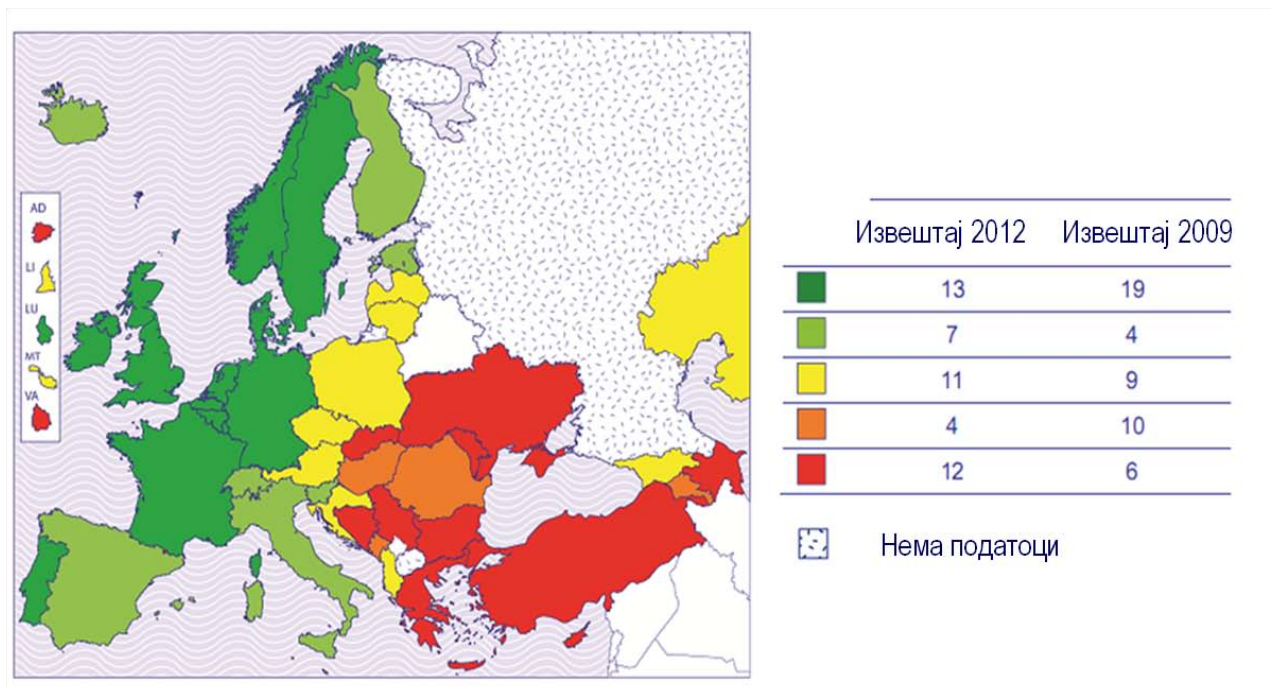 AD
LI
LU
MT
VA
Извештај 2012 Извештај 2009
13 19
7 4
11 9
4 10
12 6
Нема податоци